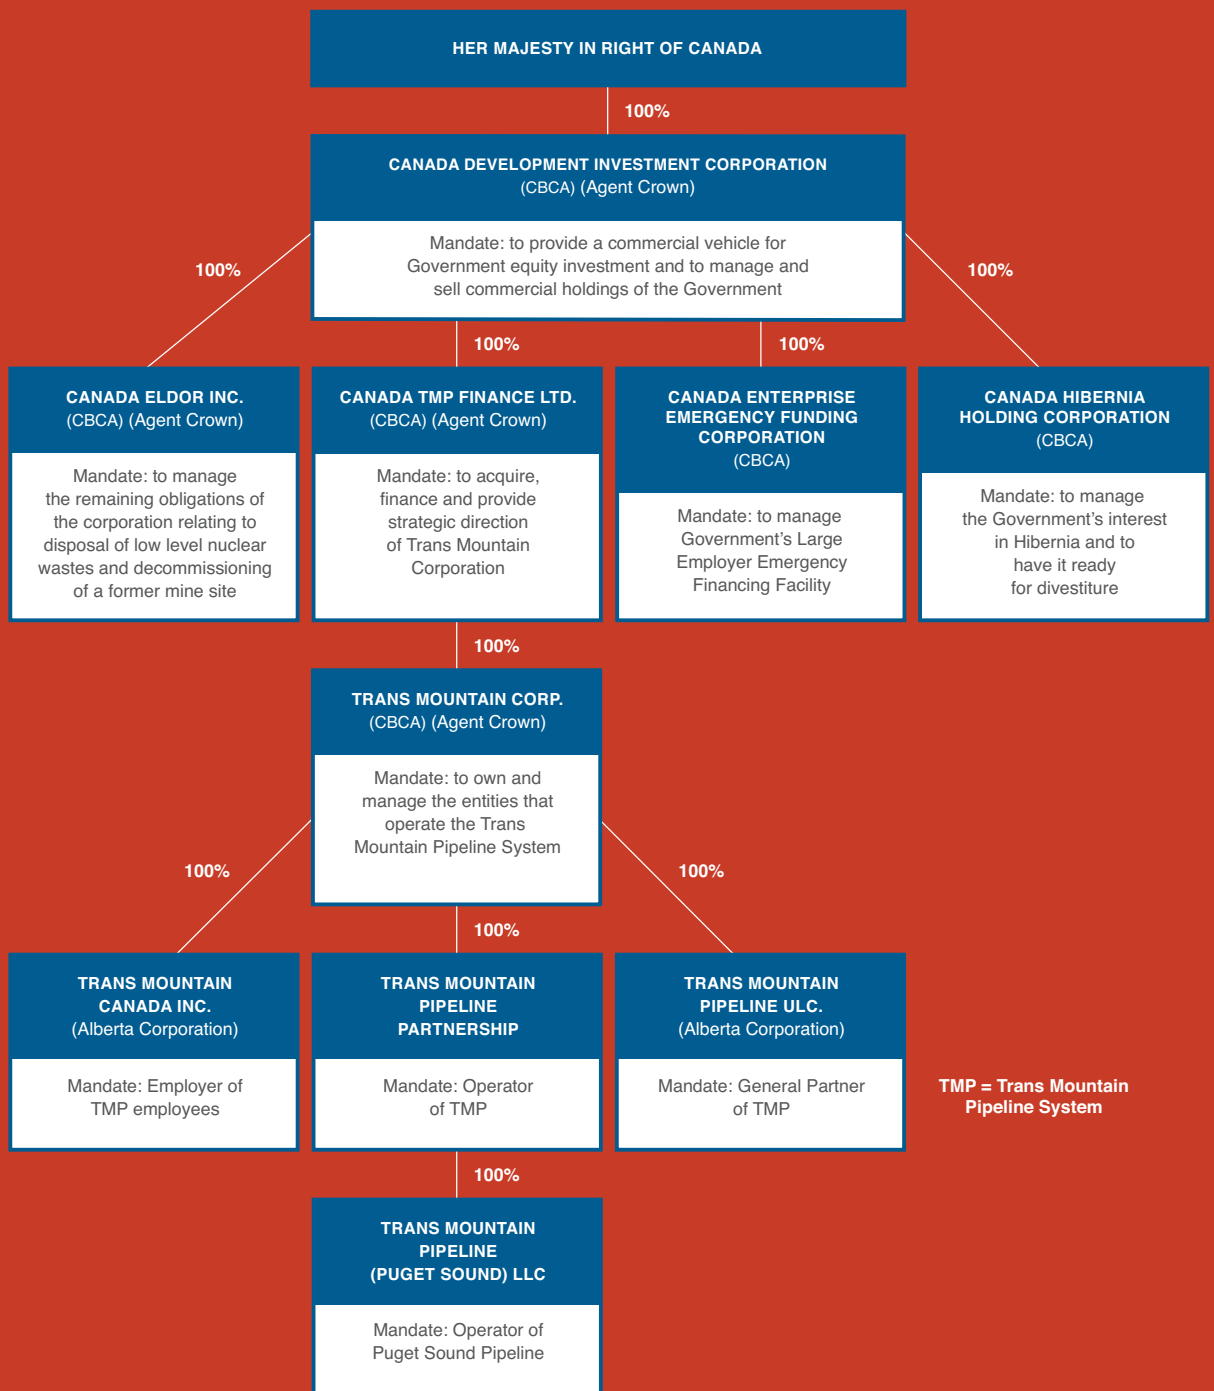 HER MAJESTY IN RIGHT OF CANADA
100%
CANADA DEVELOPMENT INVESTMENT CORPORATION
(CBCA) (Agent Crown)
Mandate: to provide a commercial vehicle for
Government equity investment and to manage and
sell commercial holdings of the Government
100%
100%
100%
100%
CANADA ELDOR INC.
(CBCA) (Agent Crown)
Mandate: to manage
the remaining obligations of
the corporation relating to
disposal of low level nuclear
wastes and decommissioning
of a former mine site
CANADA TMP FINANCE LTD.
(CBCA) (Agent Crown)
Mandate: to acquire,
finance and provide
strategic direction
of Trans Mountain
Corporation
CANADA ENTERPRISE
EMERGENCY FUNDING
CORPORATION
(CBCA)
Mandate: to manage
Government's Large
Employer Emergency
Financing Facility
CANADA HIBERNIA
HOLDING CORPORATION
(CBCA)
Mandate: to manage
the Government's interest
in Hibernia and to
have it ready
for divestiture
100%
TRANS MOUNTAIN CORP.
(CBCA) (Agent Crown)
Mandate: to own and
manage the entities that
operate the Trans
Mountain Pipeline System
100%
100%
100%
TRANS MOUNTAIN
CANADA INC.
(Alberta Corporation)
Mandate: Employer of
TMP employees
TRANS MOUNTAIN
PIPELINE
PARTNERSHIP
Mandate: Operator
of TMP
TRANS MOUNTAIN
PIPELINE ULC.
(Alberta Corporation)
Mandate: General Partner
of TMP
TMP = Trans Mountain
Pipeline System
100%
TRANS MOUNTAIN
PIPELINE
(PUGET SOUND) LLC
Mandate: Operator of
Puget Sound Pipeline